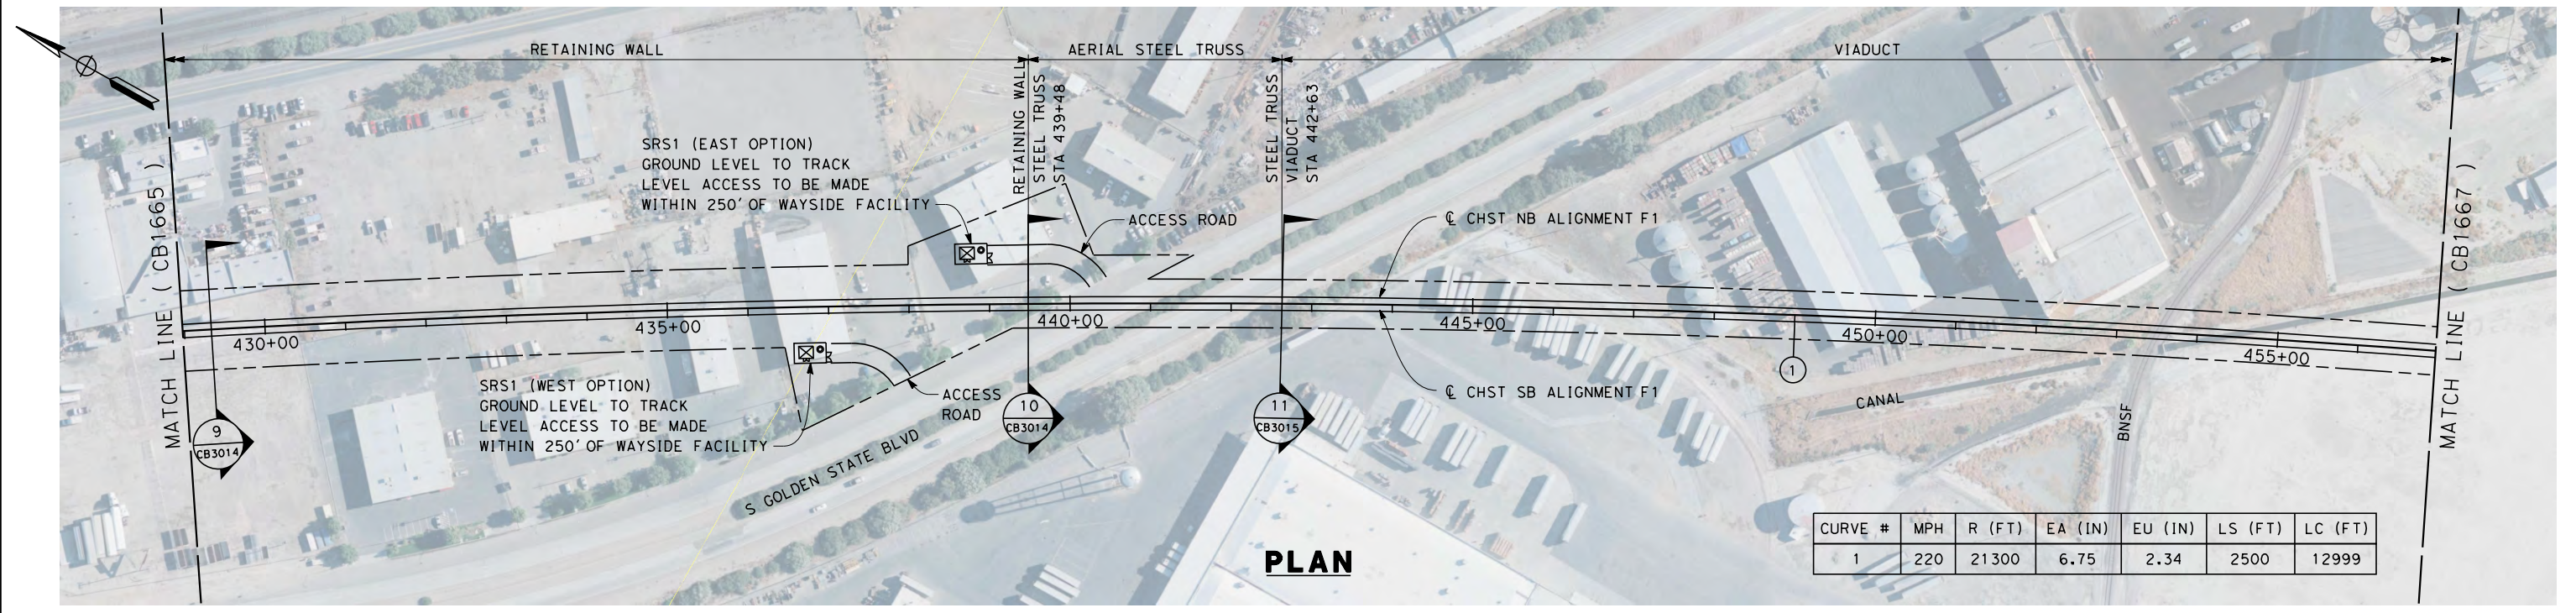 RETAINING WALL
AERIAL STEEL TRUSS
VIADUCT
MATCH LINE ( CB1665 )
RETAINING WALL
STEEL TRUSS
STA 439+48
STEEL TRUSS
VIADUCT
STA 442+63
MATCH LINE ( CB1667 )
SRS1 (EAST OPTION)
GROUND LEVEL TO TRACK
LEVEL ACCESS TO BE MADE
WITHIN 250' OF WAYSIDE FACILITY
ACCESS ROAD
℄ CHST NB ALIGNMENT F1
430+00
435+00
440+00
445+00
450+00
455+00
1
SRS1 (WEST OPTION)
GROUND LEVEL TO TRACK
LEVEL ACCESS TO BE MADE
WITHIN 250' OF WAYSIDE FACILITY
ACCESS
ROAD
℄ CHST SB ALIGNMENT F1
9
CB3014
10
CB3014
11
CB3015
S GOLDEN STATE BLVD
CANAL
BNSF
PLAN
CURVE # MPH R (FT) EA (IN) EU (IN) LS (FT) LC (FT)
1 220 21300 6.75 2.34 2500 12999